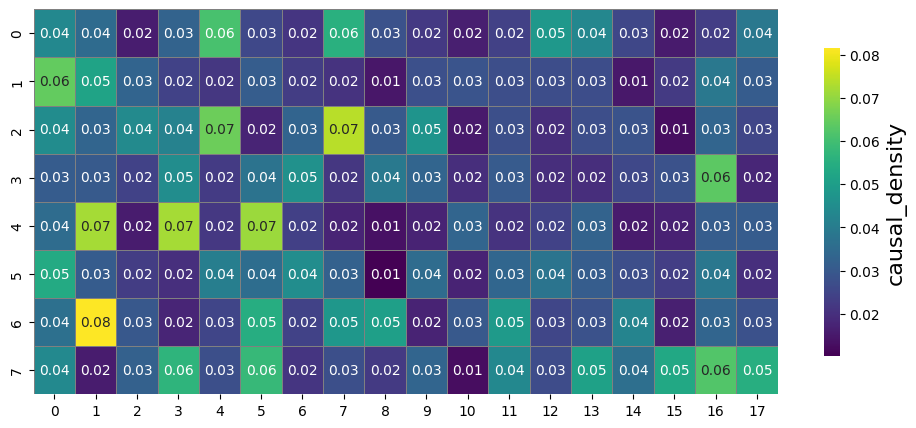 0 0.04 0.04 0.02 0.03 0.06 0.03 0.02 0.06 0.03 0.02 0.02 0.02 0.05 0.04 0.03 0.02 0.02 0.04
1 0.06 0.05 0.03 0.02 0.02 0.03 0.02 0.02 0.01 0.03 0.03 0.03 0.03 0.03 0.01 0.02 0.04 0.03
2 0.04 0.03 0.04 0.04 0.07 0.02 0.03 0.07 0.03 0.05 0.02 0.03 0.02 0.03 0.03 0.01 0.03 0.03
3 0.03 0.03 0.02 0.05 0.02 0.04 0.05 0.02 0.04 0.03 0.02 0.03 0.02 0.02 0.03 0.03 0.06 0.02
4 0.04 0.07 0.02 0.07 0.02 0.07 0.02 0.02 0.01 0.02 0.03 0.02 0.02 0.03 0.02 0.02 0.03 0.03
5 0.05 0.03 0.02 0.02 0.04 0.04 0.04 0.03 0.01 0.04 0.02 0.03 0.04 0.03 0.03 0.02 0.04 0.02
6 0.04 0.08 0.03 0.02 0.03 0.05 0.02 0.05 0.05 0.02 0.03 0.05 0.03 0.03 0.04 0.02 0.03 0.03
7 0.04 0.02 0.03 0.06 0.03 0.06 0.02 0.03 0.02 0.03 0.01 0.04 0.03 0.05 0.04 0.05 0.06 0.05
0 1 2 3 4 5 6 7 8 9 10 11 12 13 14 15 16 17
0.08
0.07
0.06
0.05
0.04
0.03
0.02
causal_density